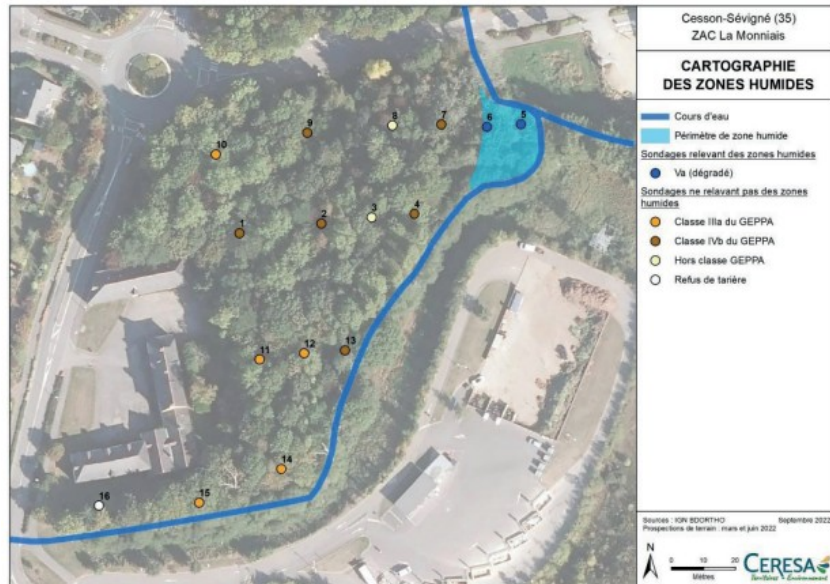 Cesson-Sévigné (35)
ZAC La Monniais
CARTOGRAPHIE
DES ZONES HUMIDES
Cours d'eau
Périmètre de zone humide
Sondages relevant des zones humides
Va (dégradé)
Sondages ne relevant pas des zones
humides
Classe IIIa du GEPPA
Classe IVb du GEPPA
Hors classe GEPPA
Refus de tarière
9
8
7
6
5
10
1
2
3
4
11
12
13
14
15
16
Sources : IGN BDORTHO Septembre 2022
Prospections de terrain : mars et juin 2022
N
0 10 20
Mètres
CERESA
Territoires & Environnement